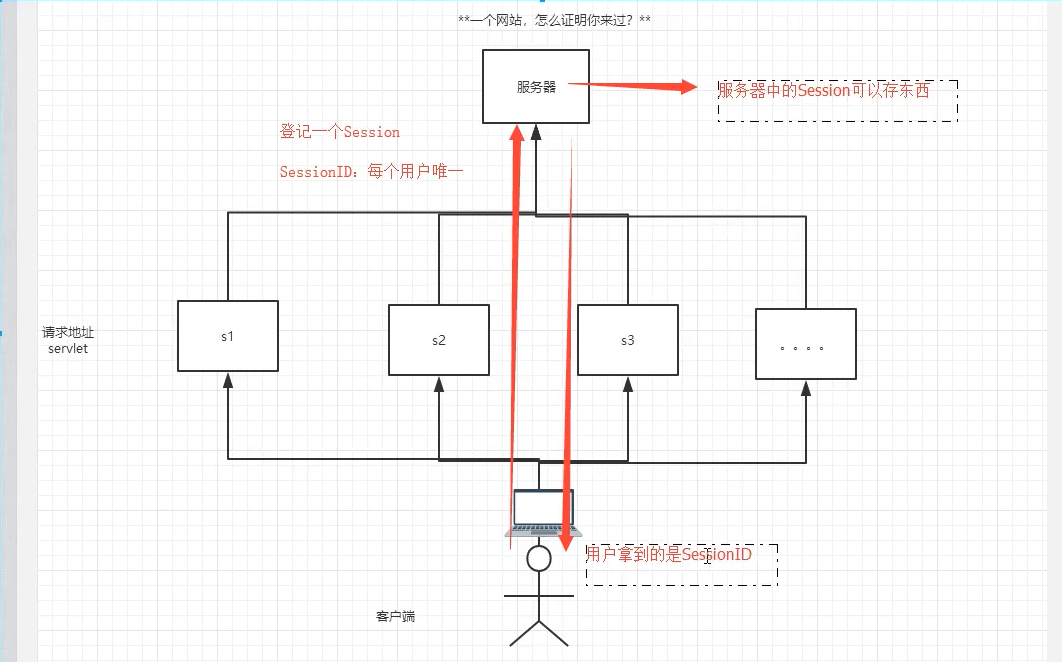 **一个网站，怎么证明你来过？**
服务器
服务器中的Session可以存东西
登记一个Session
SessionID：每个用户唯一
请求地址
servlet
s1
s2
s3
。。。。
用户拿到的是SessionID
客户端